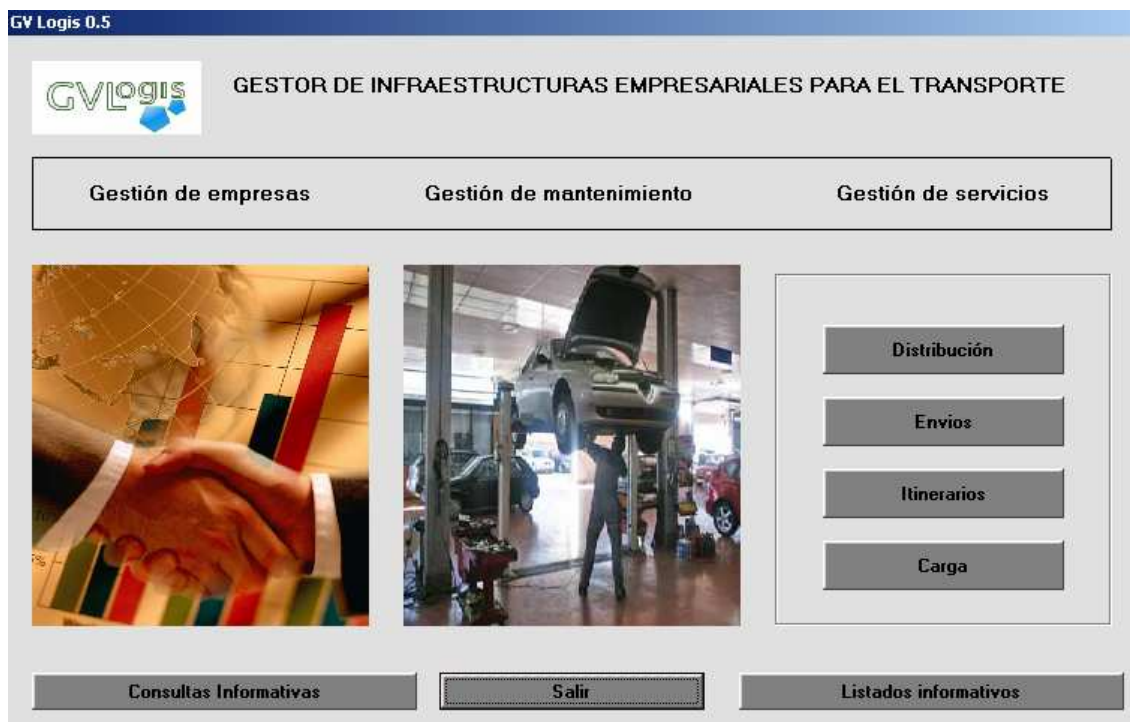 GV Logis 0.5
GVLogis
GESTOR DE INFRAESTRUCTURAS EMPRESARIALES PARA EL TRANSPORTE
Gestión de empresas
Gestión de mantenimiento
Gestión de servicios
Distribución
Envios
Itinerarios
Carga
Consultas Informativas
Salir
Listados informativos